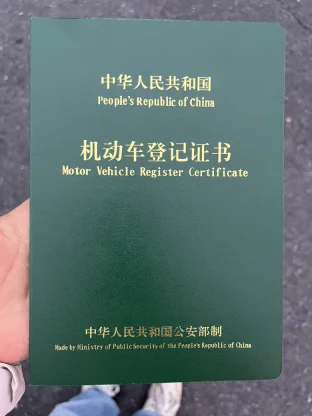 中华人民共和国
People's Republic of China
机动车登记证书
Motor Vehicle Register Certificate
中华人民共和国公安部制
Made by Ministry of Public Security of the People's Republic of China